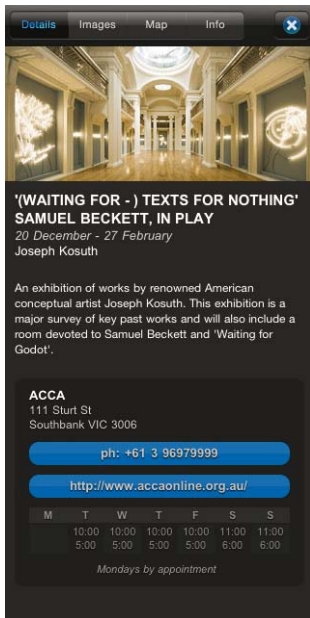 Details Images Map Info
'(WAITING FOR - ) TEXTS FOR NOTHING'
SAMUEL BECKETT, IN PLAY
20 December - 27 February
Joseph Kosuth
An exhibition of works by renowned American
conceptual artist Joseph Kosuth. This exhibition is a
major survey of key past works and will also include a
room devoted to Samuel Beckett and 'Waiting for
Godot'.
ACCA
111 Sturt St
Southbank VIC 3006
ph: +61 3 96979999
http://www.accaonline.org.au/
M T W T F S S
10:00 10:00 10:00 10:00 11:00 11:00
5:00 5:00 5:00 5:00 6:00 6:00
Mondays by appointment